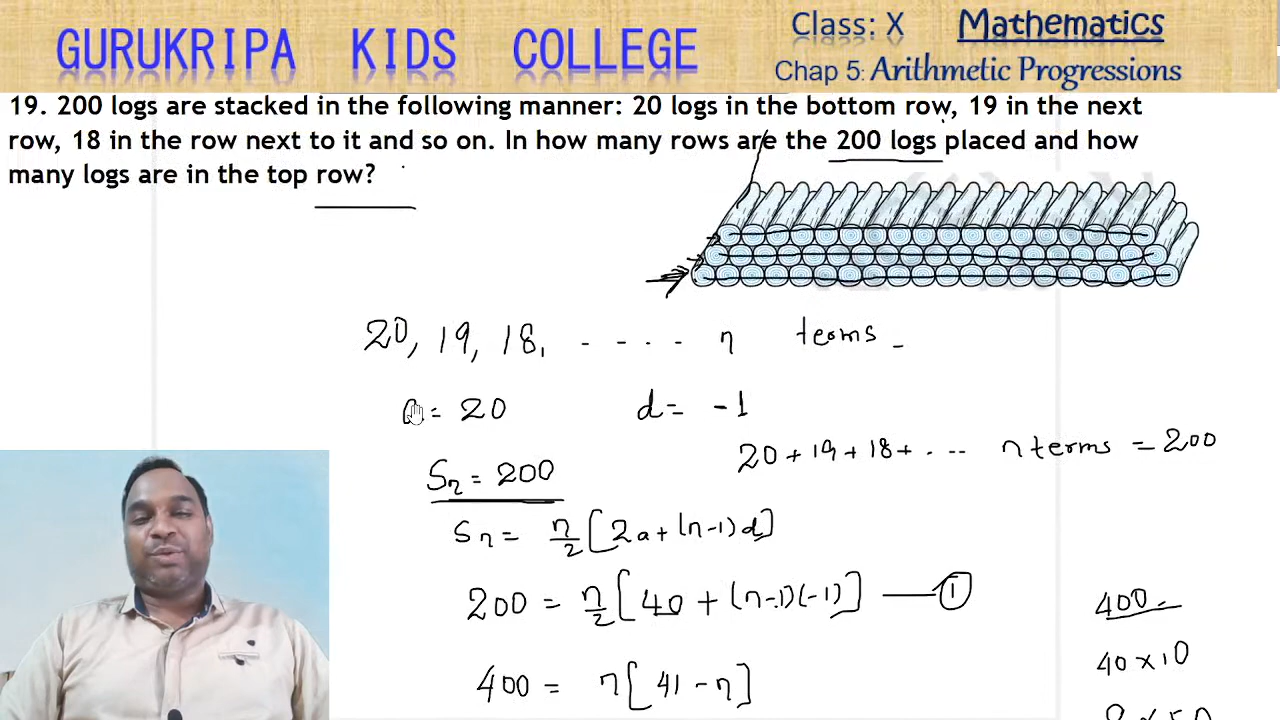 GURUKRIPA KIDS COLLEGE
Class: X Mathematics
Chap 5: Arithmetic Progressions
19. 200 logs are stacked in the following manner: 20 logs in the bottom row, 19 in the next
row, 18 in the row next to it and so on. In how many rows are the 200 logs placed and how
many logs are in the top row?
20, 19, 18, - - - - n terms -
a = 20 d = -1
20 + 19 + 18 + . -- n terms = 200
Sn = 200
Sn = n/2 [2a + (n-1)d]
200 = n/2 [40 + (n-1)(-1)] — ①
400 -
40 × 10
400 = n[41 - n]